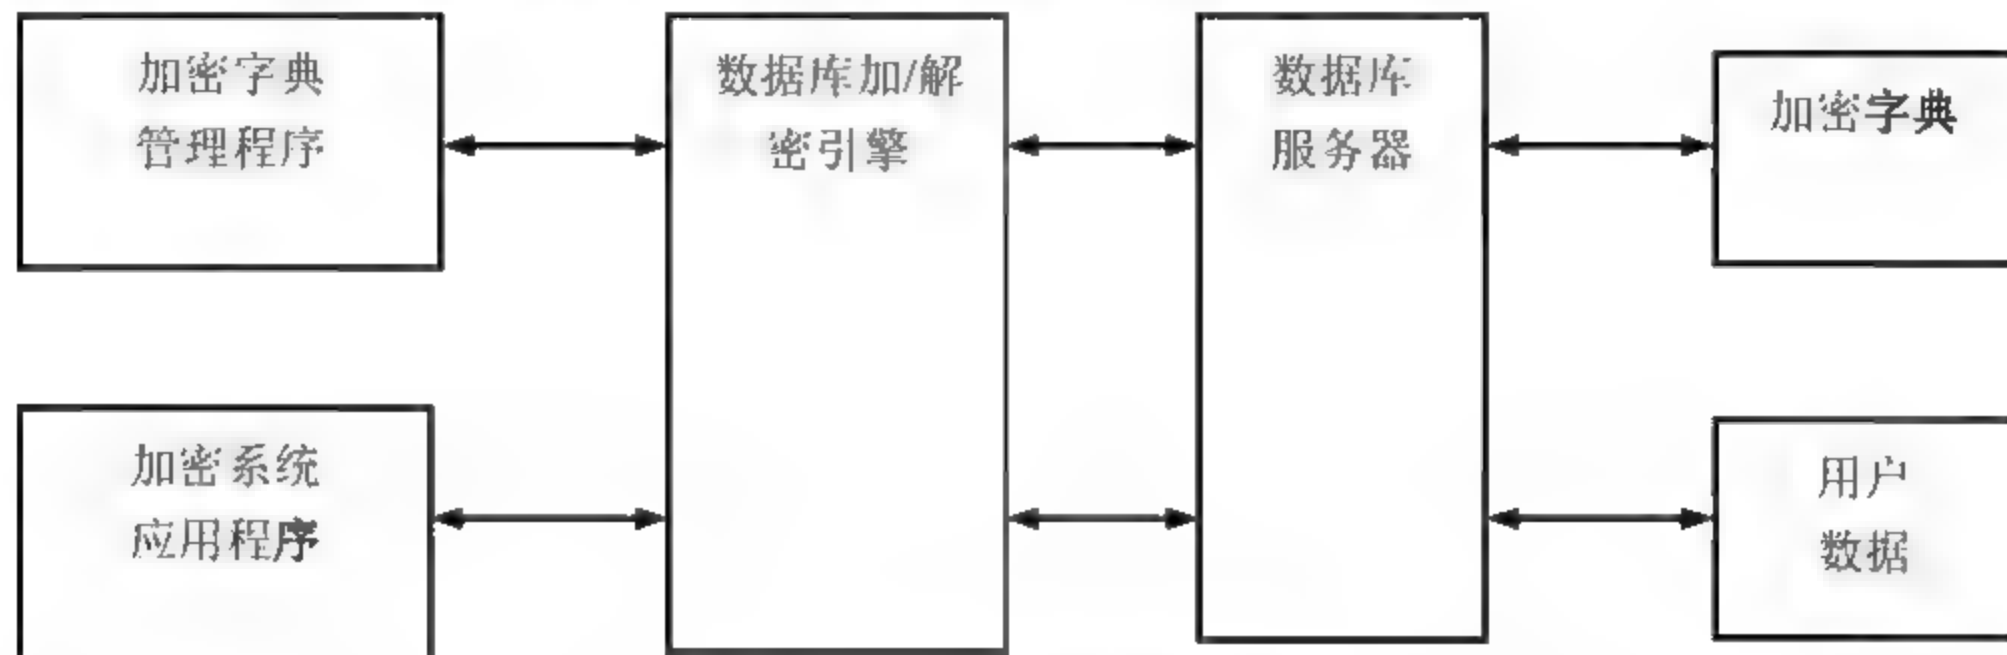 加密字典
管理程序
数据库加/解
密引擎
数据库
服务器
加密字典
加密系统
应用程序
用户
数据